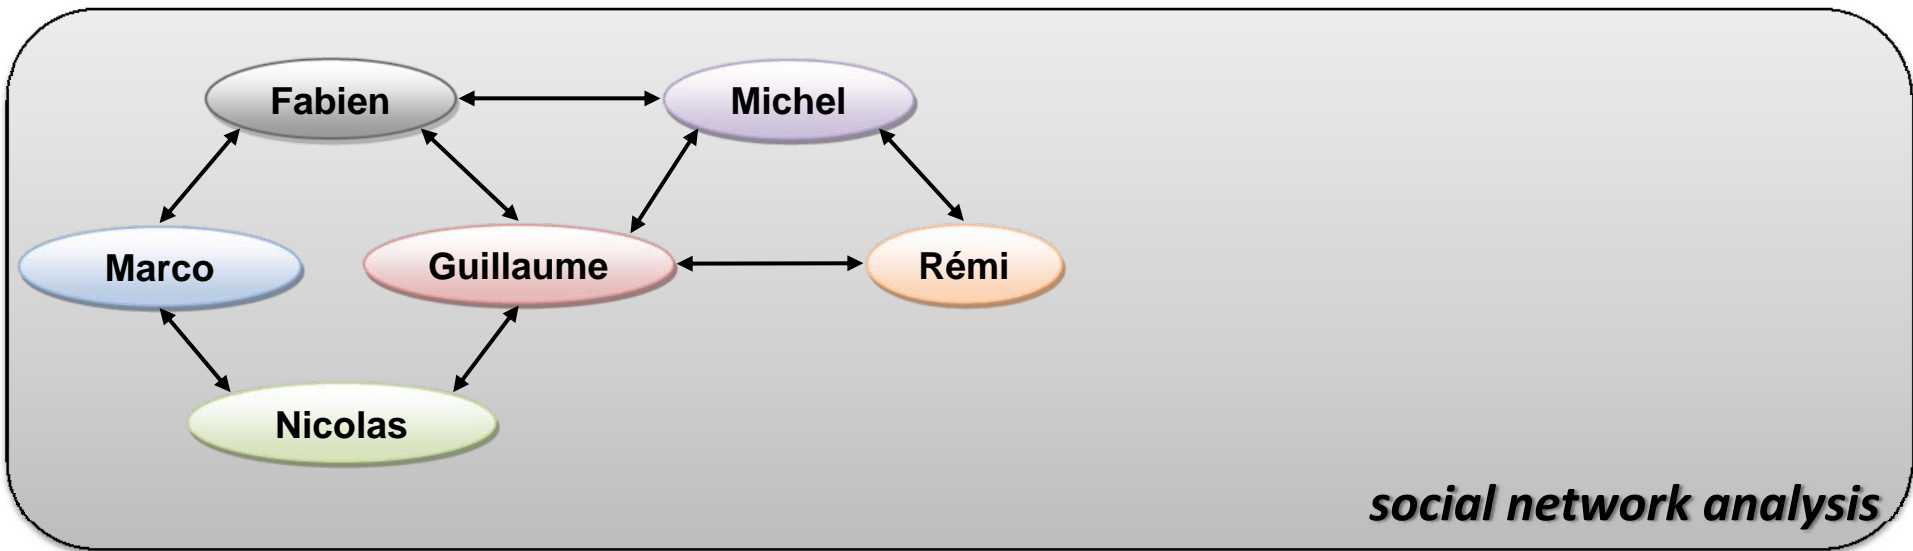 Fabien
Michel
Marco
Guillaume
Rémi
Nicolas
social network analysis